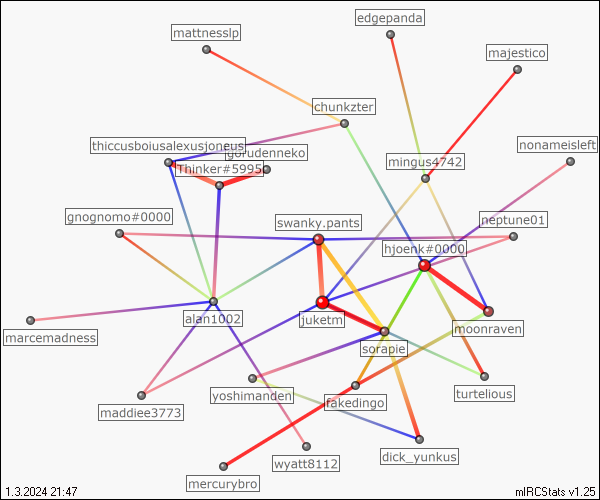 edgepanda
mattnesslp
majestico
chunkzter
thiccusboiusalexusjoneus
gorudenneko
nonameisleft
Thinker#5995
mingus4742
gnognomo#0000
swanky.pants
neptune01
hjoenk#0000
alan1002
juketm
moonraven
marcemadness
sorapie
yoshimanden
turtelious
fakedingo
maddiee3773
dick_yunkus
wyatt8112
mercurybro
1.3.2024 21:47
mIRCStats v1.25